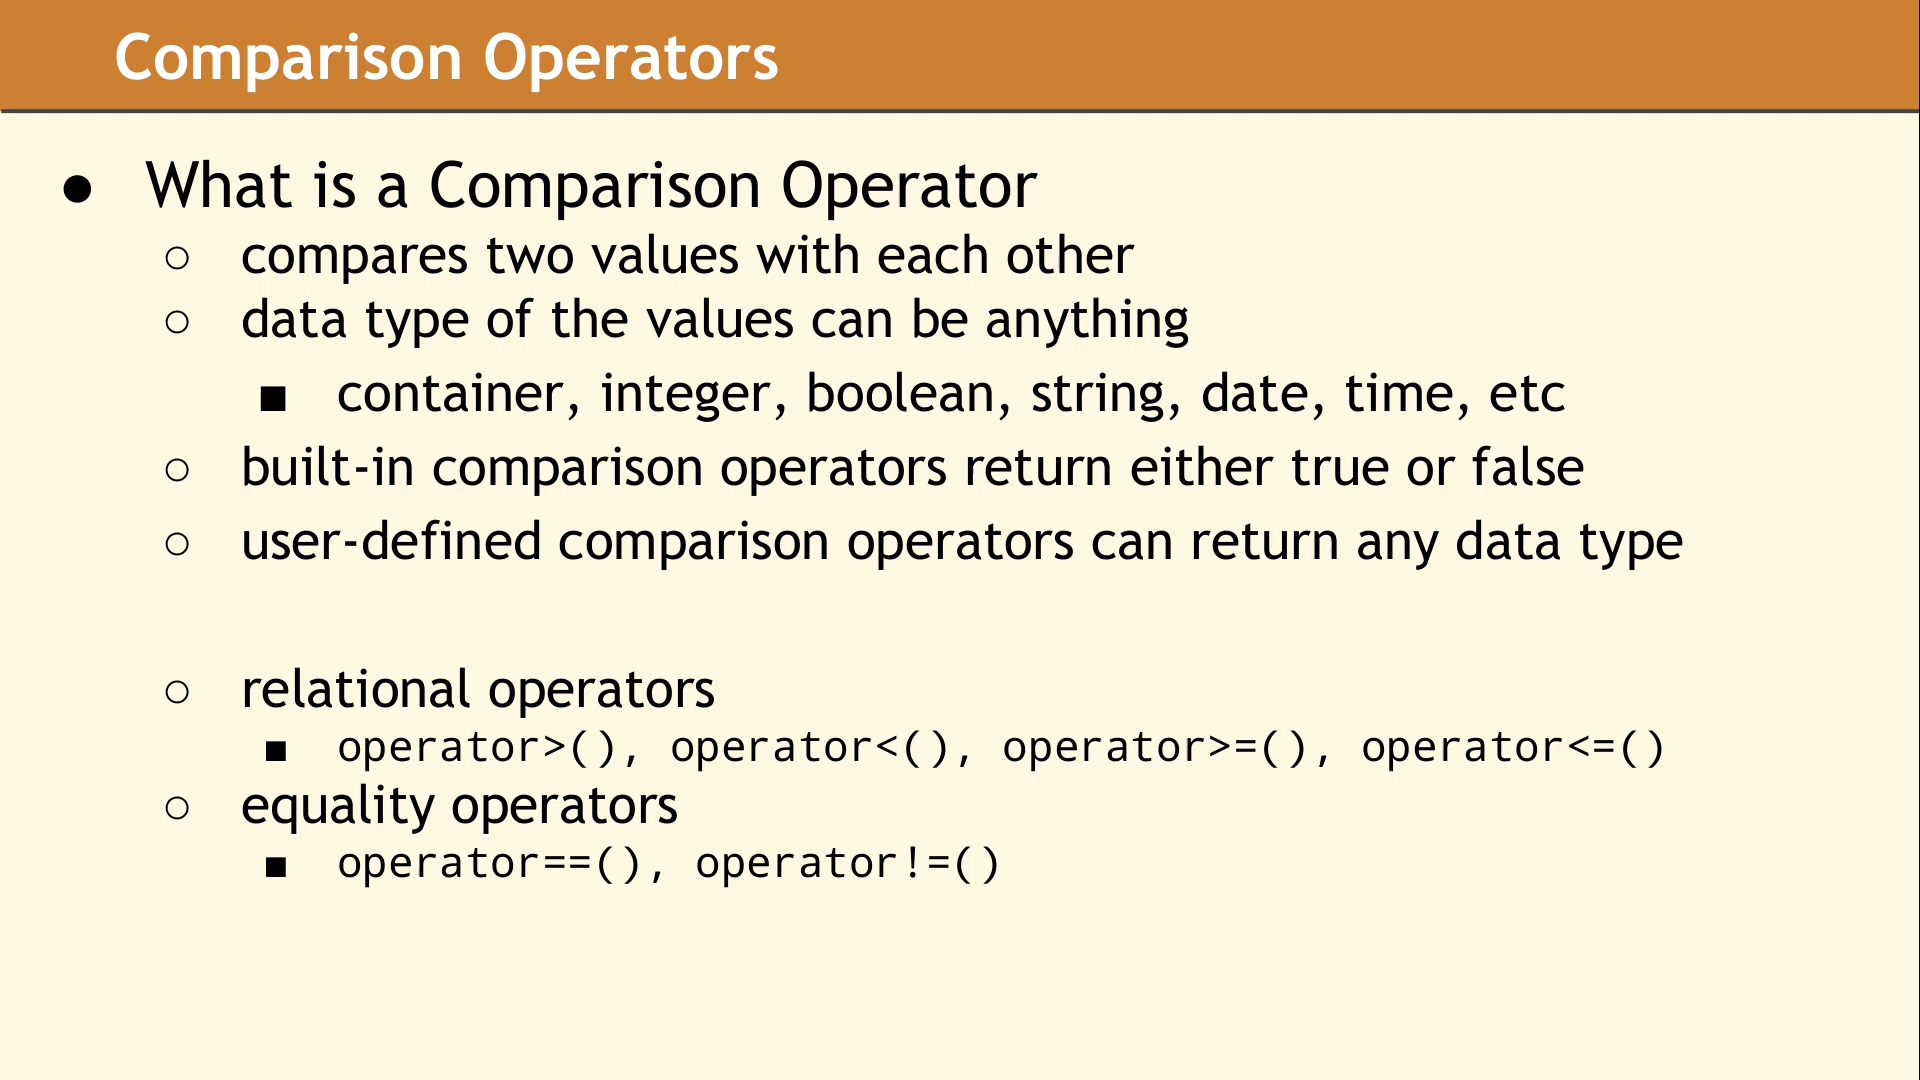 Comparison Operators
● What is a Comparison Operator
○ compares two values with each other
○ data type of the values can be anything
■ container, integer, boolean, string, date, time, etc
○ built-in comparison operators return either true or false
○ user-defined comparison operators can return any data type
○ relational operators
■ operator>(), operator<(), operator>=(), operator<=()
○ equality operators
■ operator==(), operator!=()